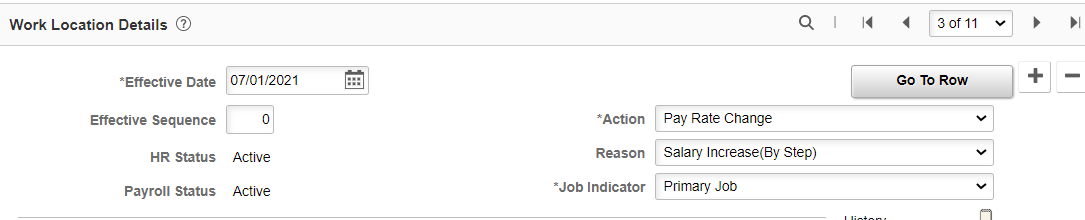 Work Location Details ?
3 of 11
*Effective Date 07/01/2021
Go To Row
Effective Sequence 0
*Action Pay Rate Change
HR Status Active
Reason Salary Increase(By Step)
Payroll Status Active
*Job Indicator Primary Job
History